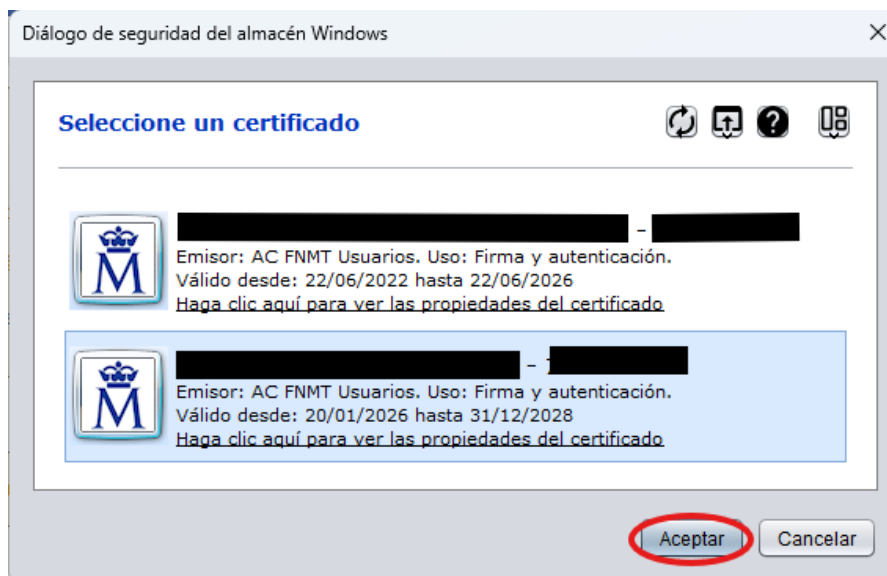 Diálogo de seguridad del almacén Windows
Seleccione un certificado
–
Emisor: AC FNMT Usuarios. Uso: Firma y autenticación.
Válido desde: 22/06/2022 hasta 22/06/2026
Haga clic aquí para ver las propiedades del certificado
–
Emisor: AC FNMT Usuarios. Uso: Firma y autenticación.
Válido desde: 20/01/2026 hasta 31/12/2028
Haga clic aquí para ver las propiedades del certificado
Aceptar Cancelar